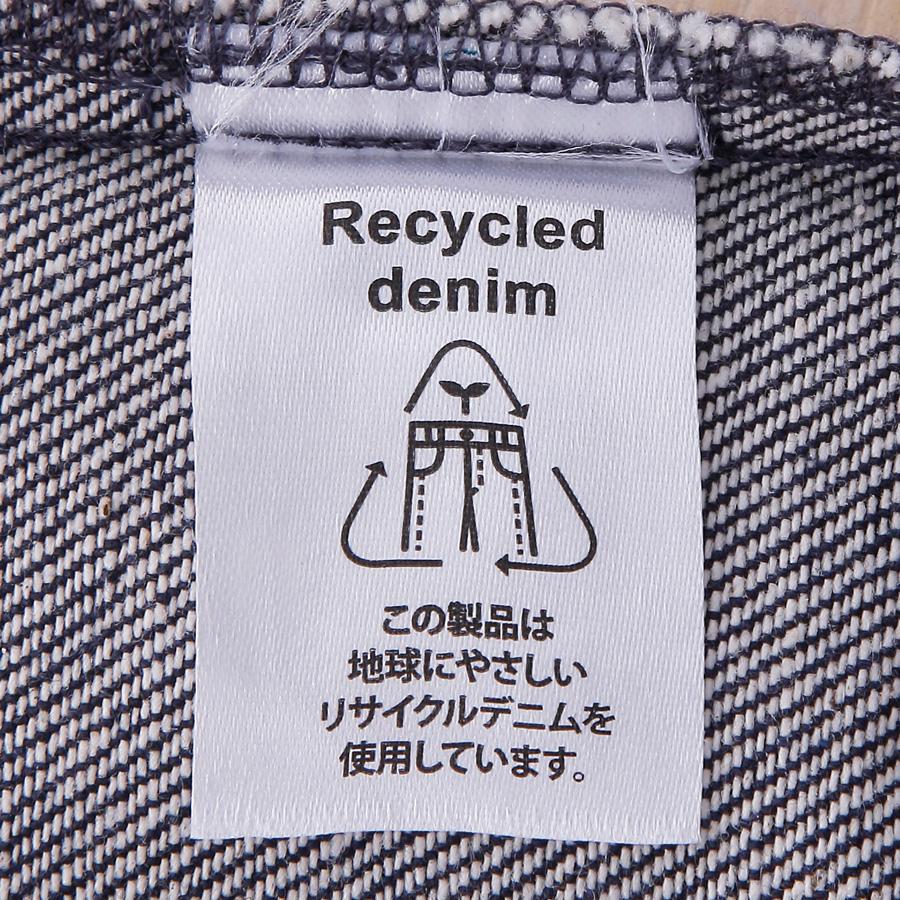 Recycled
denim
この製品は
地球にやさしい
リサイクルデニムを
使用しています。